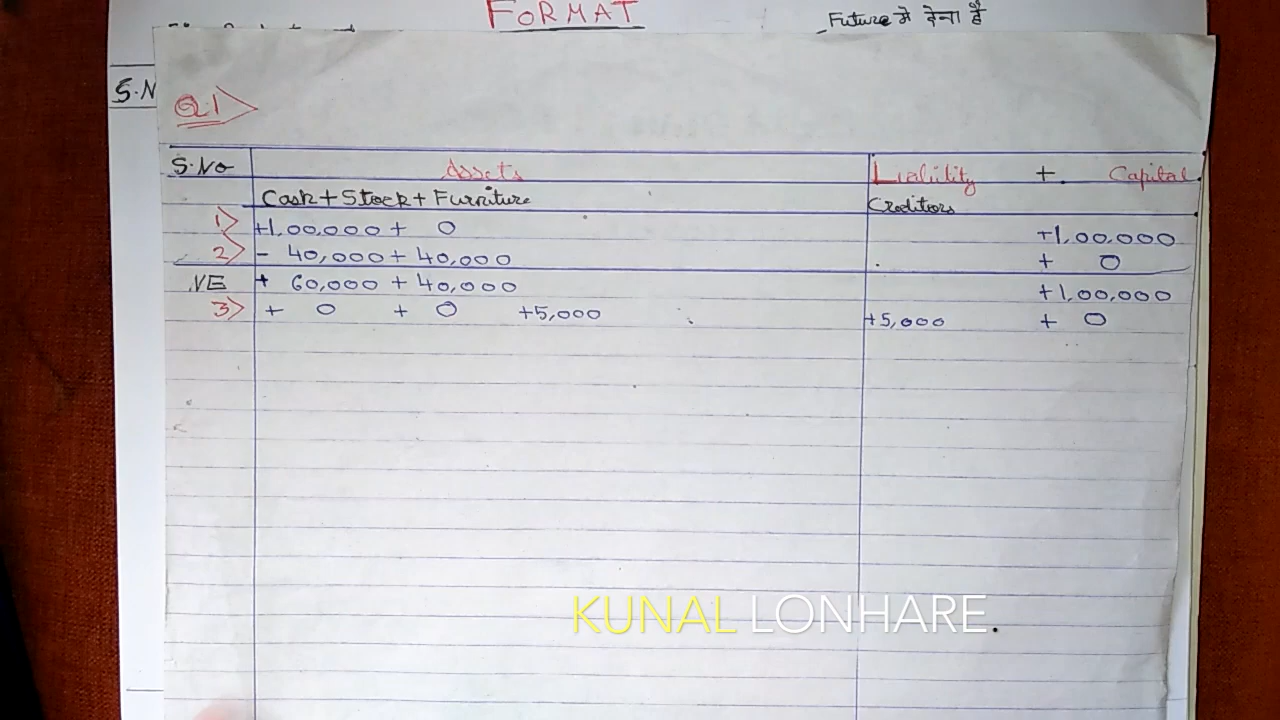 FORMAT
Future मे देना है
S.N
Q.1
S.No Assets Liability + Capital
Cash + Stock + Furniture Creditors
1) +1,00,000 + 0 +1,00,000
2) - 40,000 + 40,000 + 0
NE + 60,000 + 40,000 +1,00,000
3) + 0 + 0 +5,000 +5,000 + 0
KUNAL LONHARE.